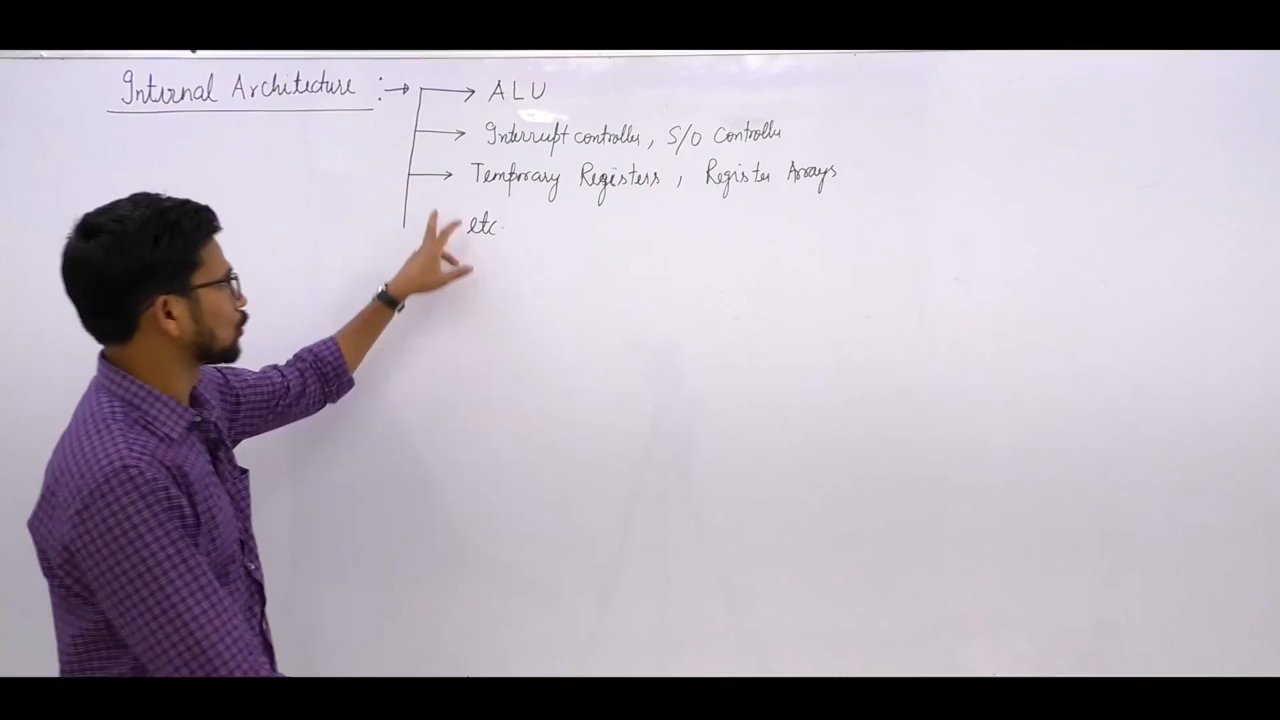 Internal Architecture :→ → ALU
→ Interrupt controller, S/O Controller
→ Temporary Registers, Register Arrays
etc.